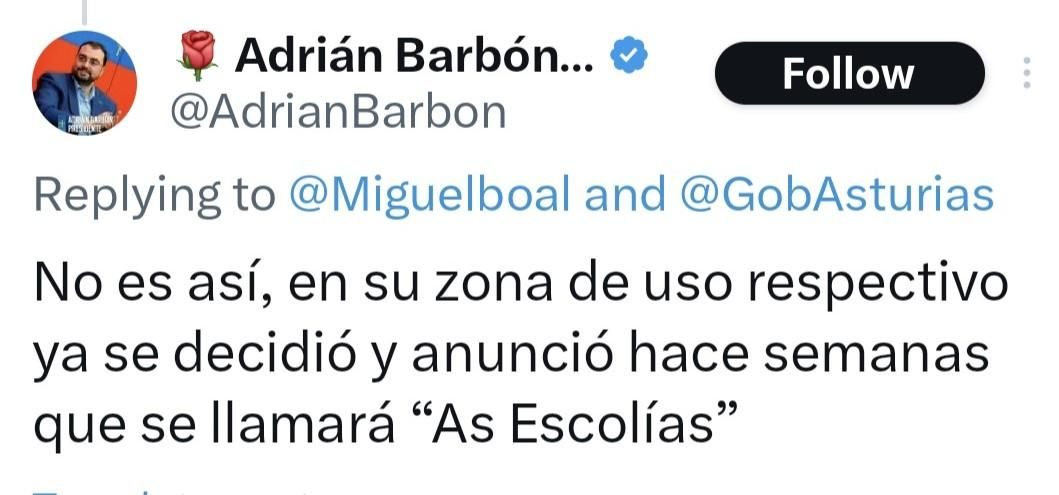 🌹 Adrián Barbón...
Follow
@AdrianBarbon
Replying to @Miguelboal and @GobAsturias
No es así, en su zona de uso respectivo
ya se decidió y anunció hace semanas
que se llamará “As Escolías”